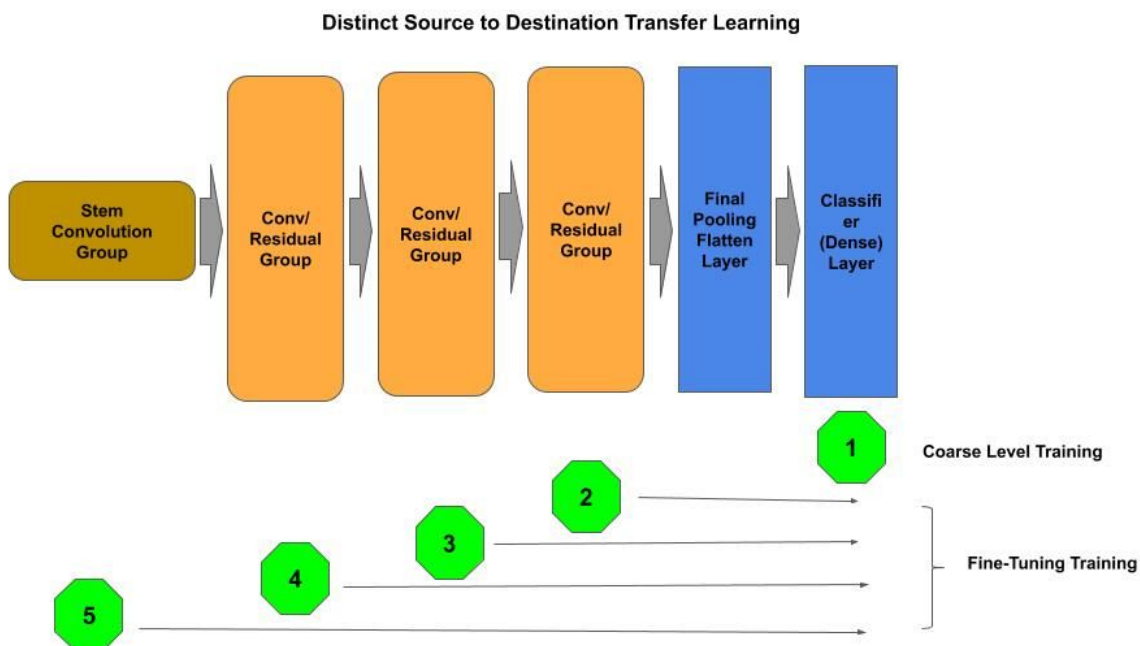 Distinct Source to Destination Transfer Learning
Stem
Convolution
Group
Conv/
Residual
Group
Conv/
Residual
Group
Conv/
Residual
Group
Final
Pooling
Flatten
Layer
Classifi
er
(Dense)
Layer
1
Coarse Level Training
2
3
Fine-Tuning Training
4
5